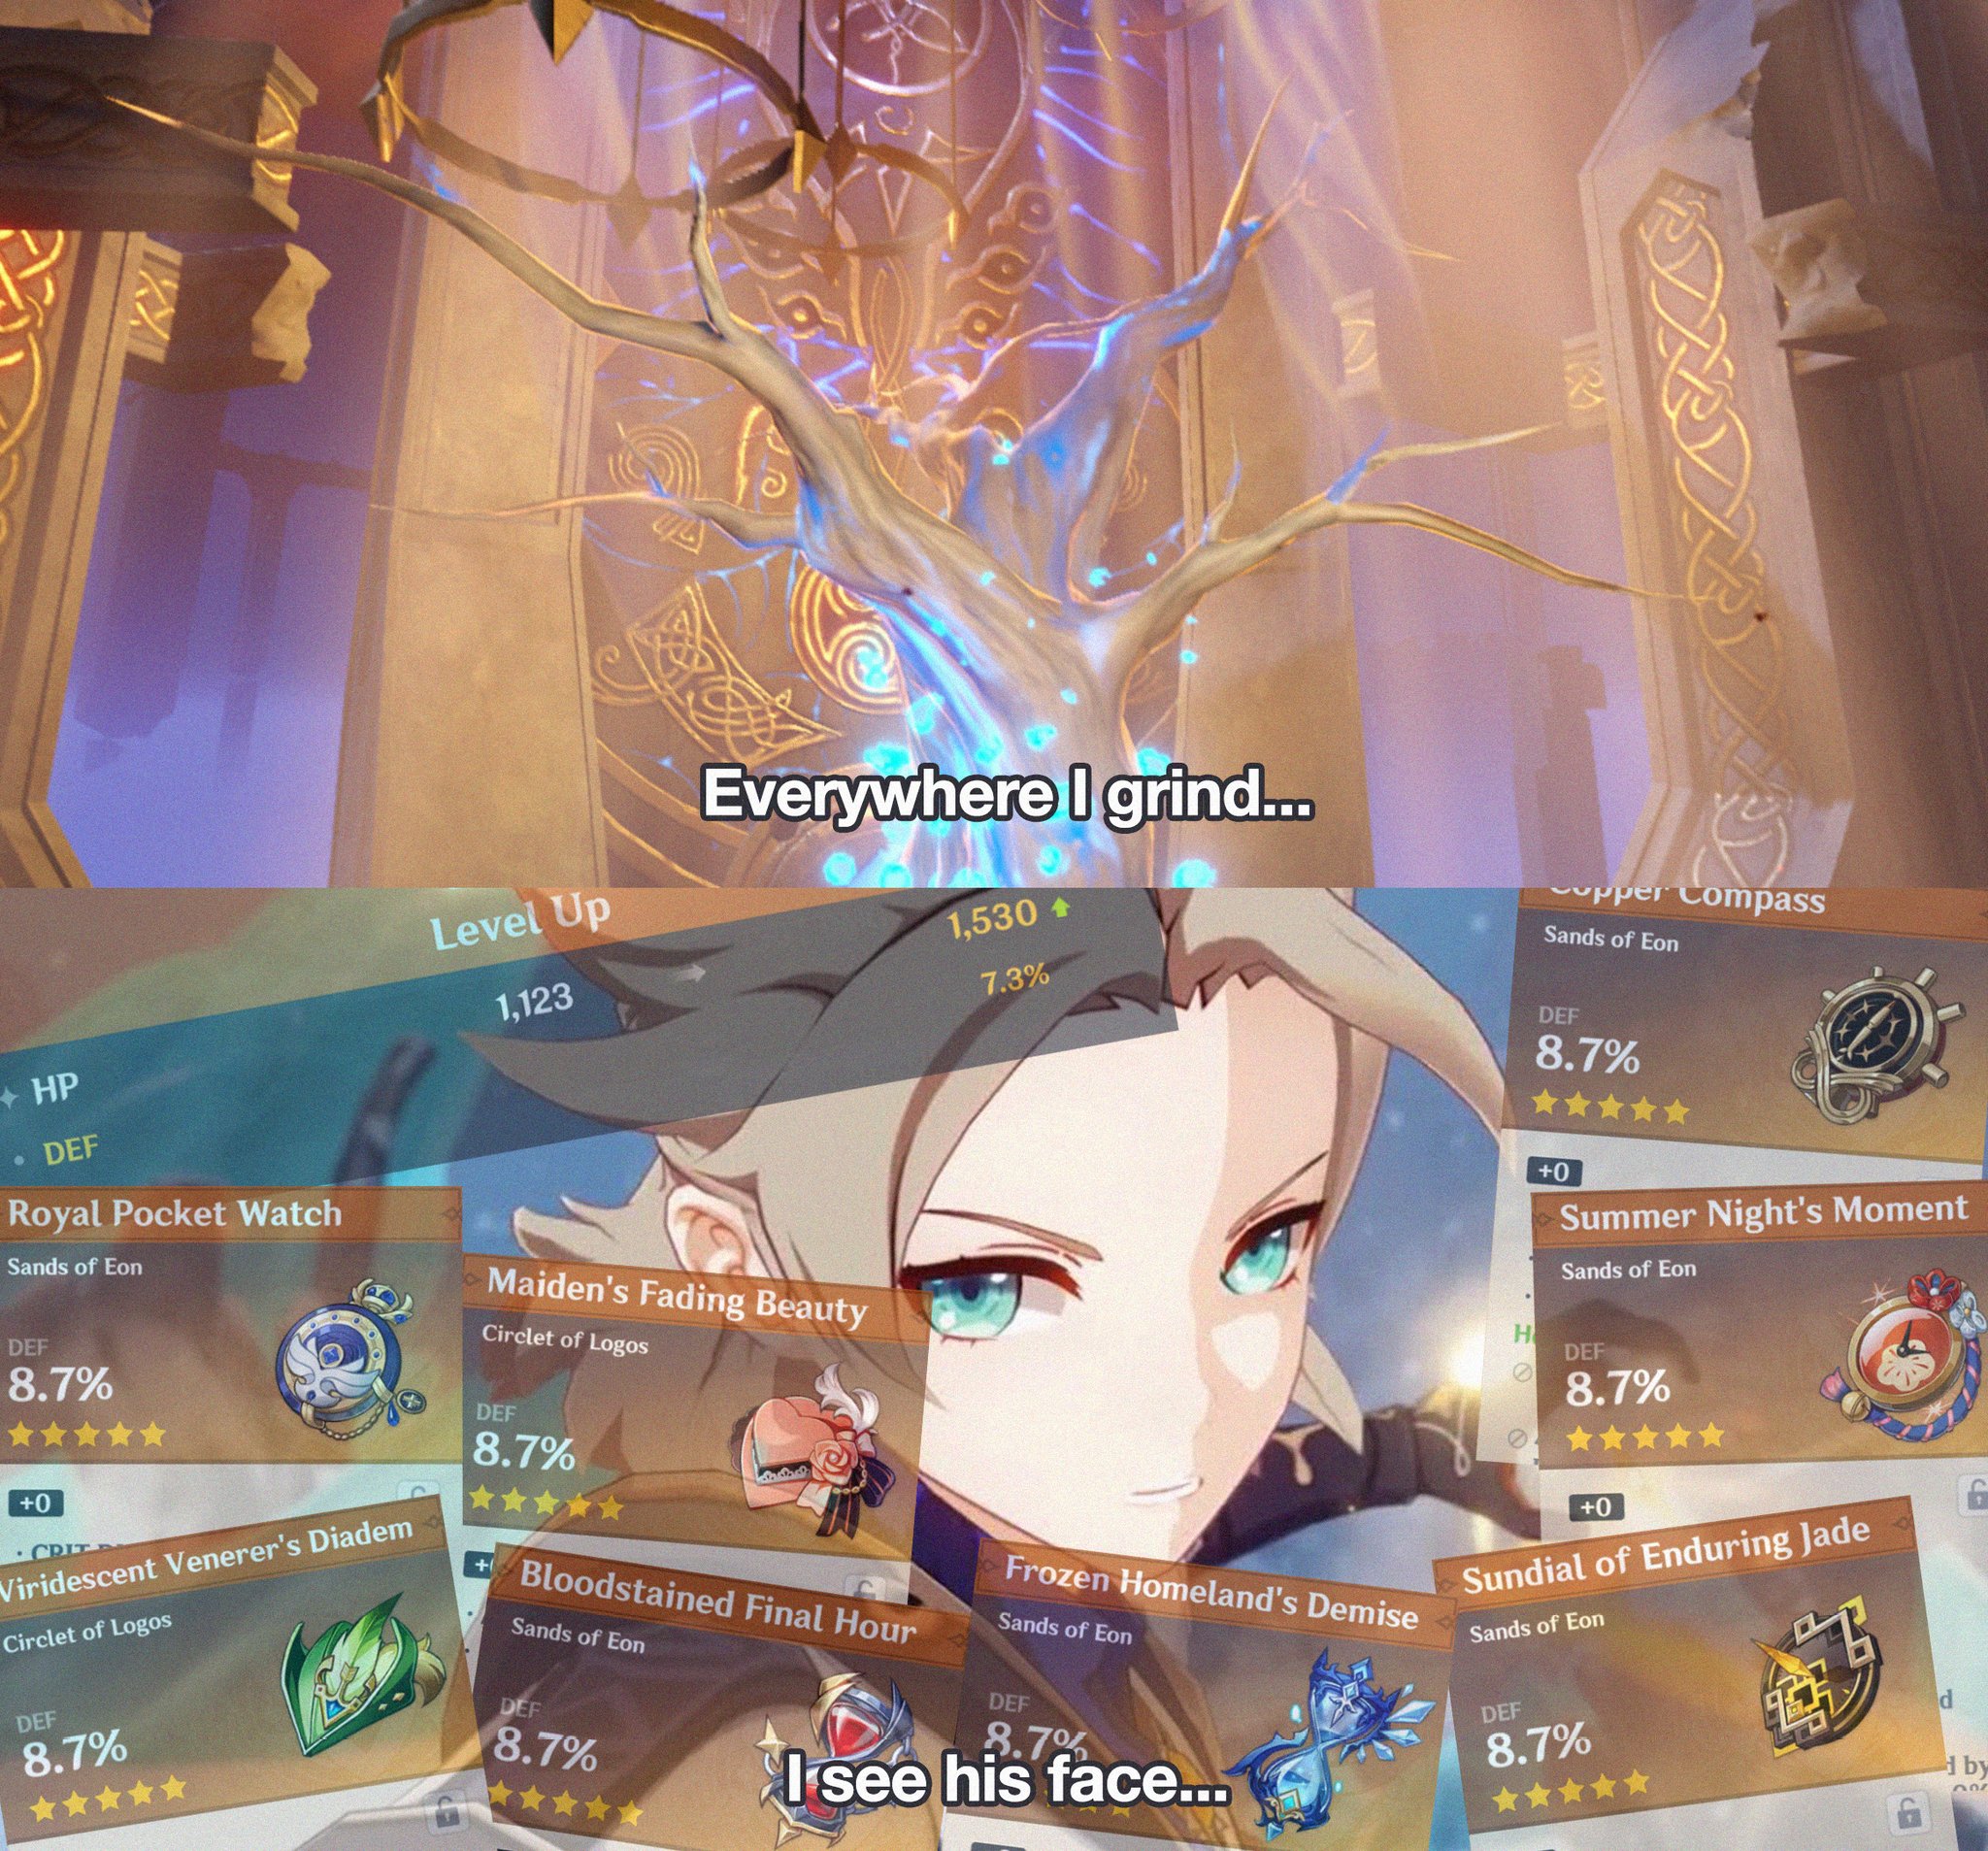 Everywhere I grind...
Level Up
HP
1,123
1,530
DEF
7.3%
Copper Compass
Sands of Eon
DEF
8.7%
+0
Royal Pocket Watch
Sands of Eon
DEF
8.7%
+0
Maiden's Fading Beauty
Circlet of Logos
DEF
8.7%
Summer Night's Moment
Sands of Eon
DEF
8.7%
+0
Viridescent Venerer's Diadem
Circlet of Logos
DEF
8.7%
Bloodstained Final Hour
Sands of Eon
DEF
8.7%
Frozen Homeland's Demise
Sands of Eon
DEF
8.7%
Sundial of Enduring Jade
Sands of Eon
DEF
8.7%
I see his face...